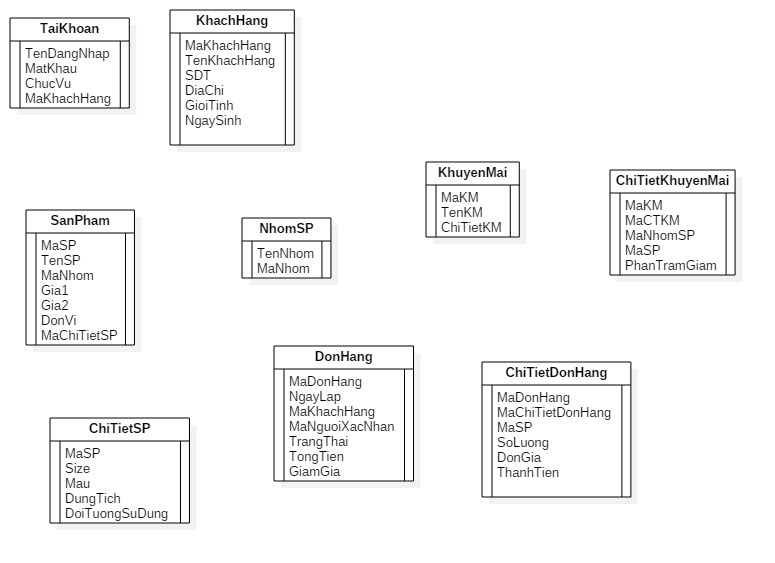 TaiKhoan
TenDangNhap
MatKhau
ChucVu
MaKhachHang
KhachHang
MaKhachHang
TenKhachHang
SDT
DiaChi
GioiTinh
NgaySinh
KhuyenMai
MaKM
TenKM
ChiTietKM
ChiTietKhuyenMai
MaKM
MaCTKM
MaNhomSP
MaSP
PhanTramGiam
SanPham
MaSP
TenSP
MaNhom
Gia1
Gia2
DonVi
MaChiTietSP
NhomSP
TenNhom
MaNhom
DonHang
MaDonHang
NgayLap
MaKhachHang
MaNguoiXacNhan
TrangThai
TongTien
GiamGia
ChiTietDonHang
MaDonHang
MaChiTietDonHang
MaSP
SoLuong
DonGia
ThanhTien
ChiTietSP
MaSP
Size
Mau
DungTich
DoiTuongSuDung